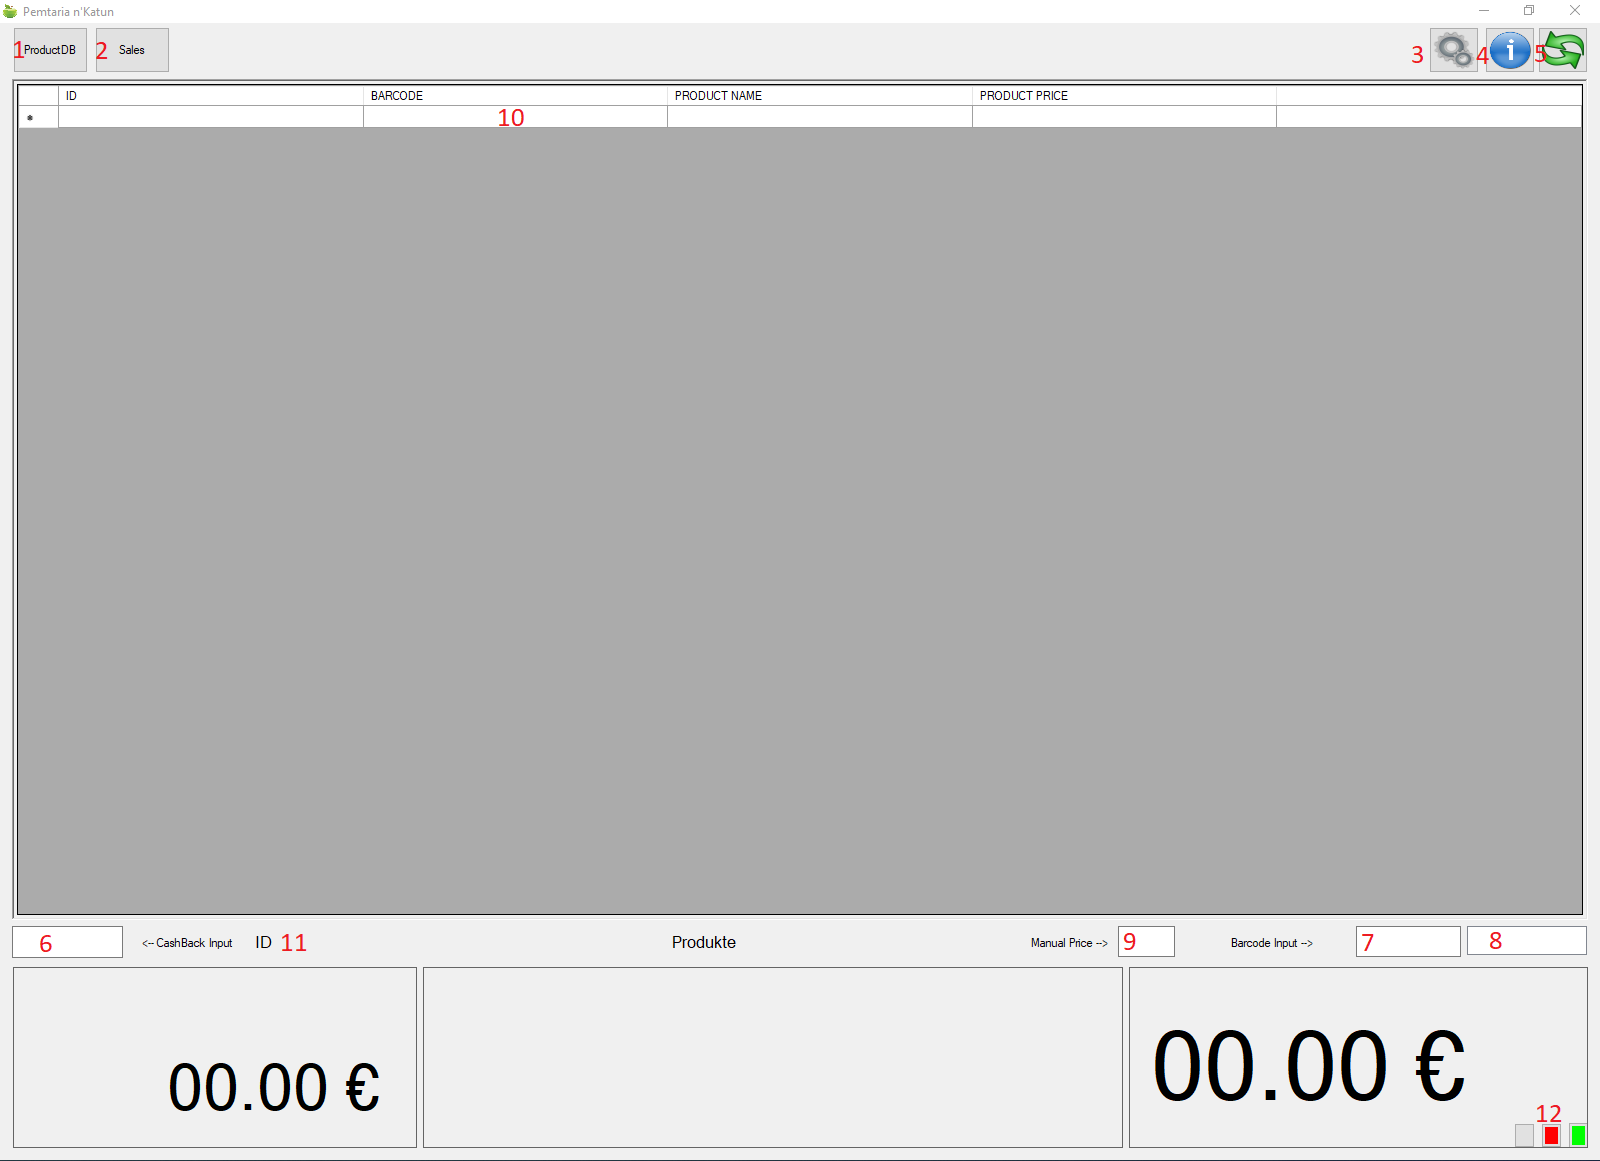 Pemtaria n'Katun
1 ProductDB 2 Sales 3 4 i 5
ID BARCODE PRODUCT NAME PRODUCT PRICE
* 10
6 <-- CashBack Input ID 11 Produkte Manual Price --> 9 Barcode Input --> 7 8
00.00 € 00.00 €
12